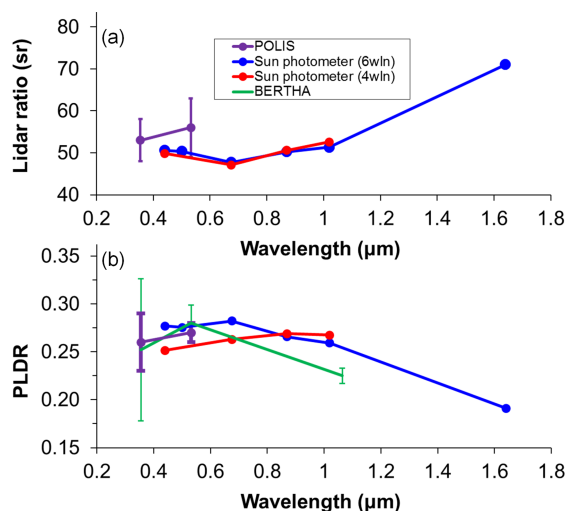 (a)
POLIS
Sun photometer (6wln)
Sun photometer (4wln)
BERTHA
Lidar ratio (sr)
80
70
60
50
40
0.2 0.4 0.6 0.8 1 1.2 1.4 1.6 1.8
Wavelength (µm)
(b)
PLDR
0.35
0.30
0.25
0.20
0.15
0.2 0.4 0.6 0.8 1 1.2 1.4 1.6 1.8
Wavelength (µm)